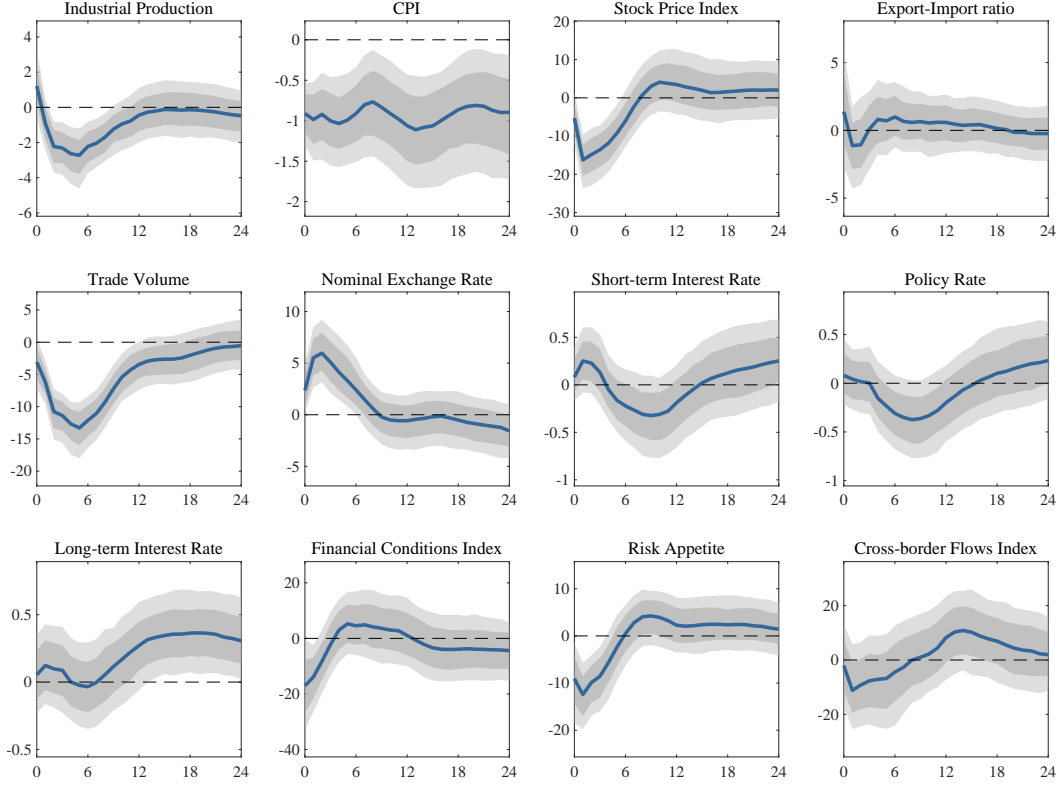 Industrial Production
4
2
0
-2
-4
-6
0 6 12 18 24
CPI
0
-0.5
-1
-1.5
-2
0 6 12 18 24
Stock Price Index
20
10
0
-10
-20
-30
0 6 12 18 24
Export-Import ratio
5
0
-5
0 6 12 18 24
Trade Volume
5
0
-5
-10
-15
-20
0 6 12 18 24
Nominal Exchange Rate
10
5
0
-5
0 6 12 18 24
Short-term Interest Rate
0.5
0
-0.5
-1
0 6 12 18 24
Policy Rate
0.5
0
-0.5
-1
0 6 12 18 24
Long-term Interest Rate
0.5
0
-0.5
0 6 12 18 24
Financial Conditions Index
20
0
-20
-40
0 6 12 18 24
Risk Appetite
10
0
-10
-20
0 6 12 18 24
Cross-border Flows Index
20
0
-20
0 6 12 18 24